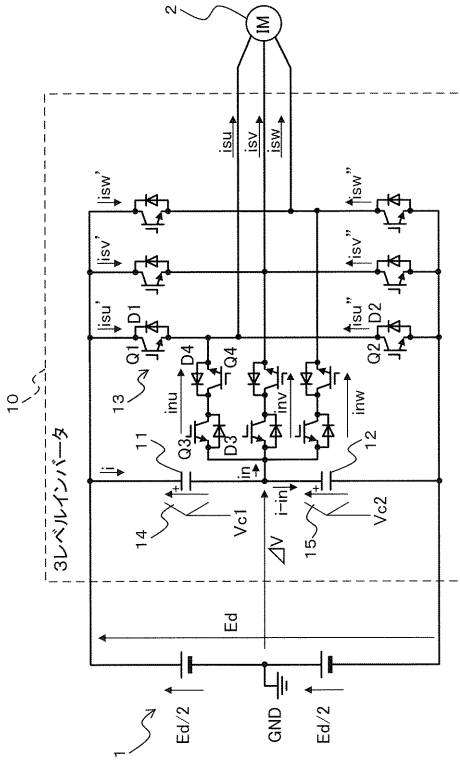 10
3レベルインバータ
2
IM
isu
isv
isw
isu'
isv'
isw'
Q1
D1
13
D4
Q4
Q3
D3
inu
inv
inw
isu"
isv"
isw"
Q2
D2
i
11
14
Vc1
+
in
i-in
12
15
Vc2
+
⊿V
Ed
1
Ed/2
GND
Ed/2